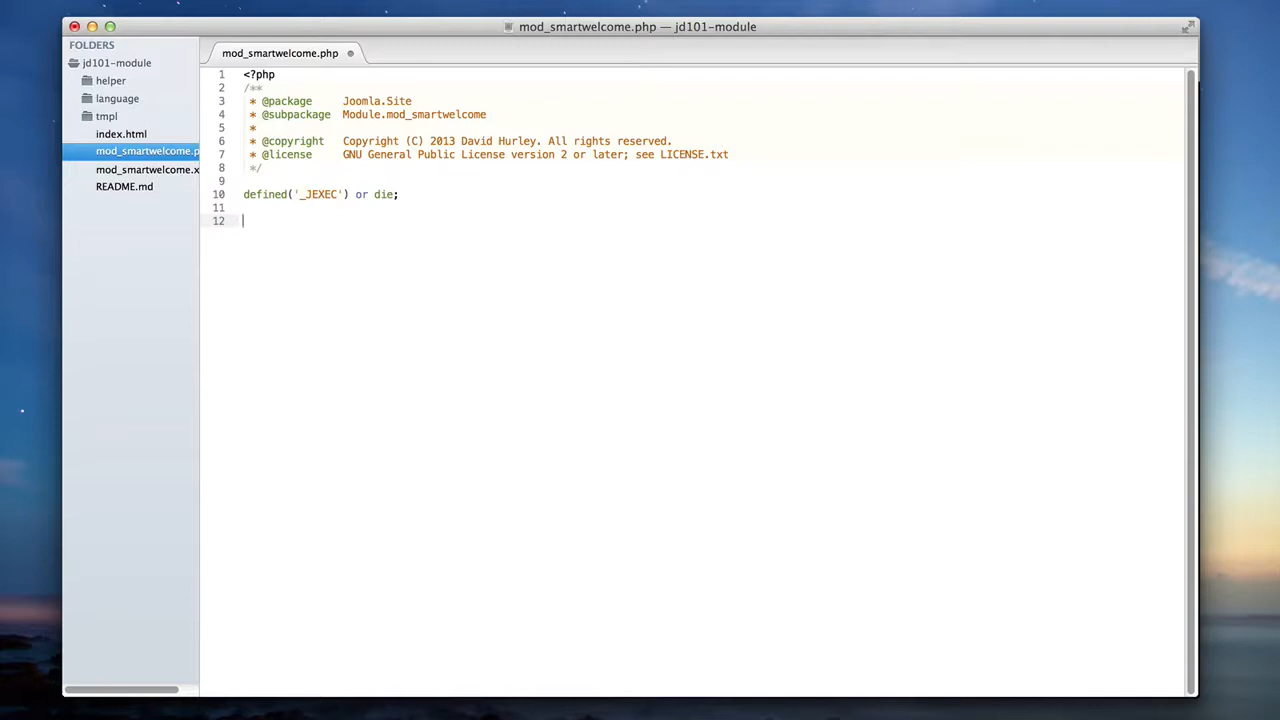 mod_smartwelcome.php — jd101-module
FOLDERS
jd101-module
helper
language
tmpl
index.html
mod_smartwelcome.p
mod_smartwelcome.x
README.md
mod_smartwelcome.php
1 <?php
2 /**
3 * @package Joomla.Site
4 * @subpackage Module.mod_smartwelcome
5 *
6 * @copyright Copyright (C) 2013 David Hurley. All rights reserved.
7 * @license GNU General Public License version 2 or later; see LICENSE.txt
8 */
9
10 defined('_JEXEC') or die;
11
12